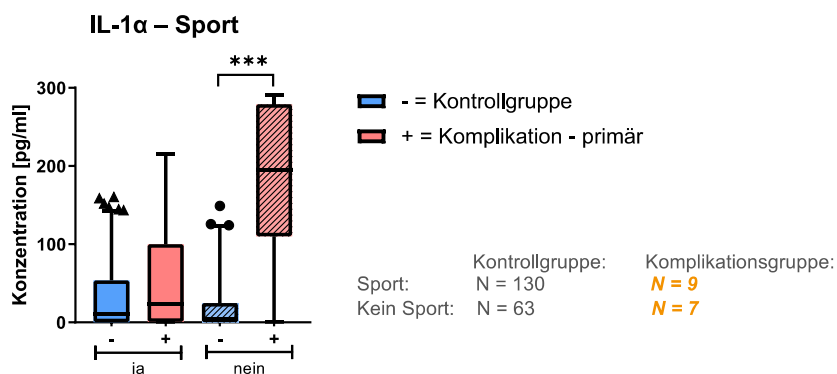 IL-1α – Sport
***
Konzentration [pg/ml]
300
200
100
0
- + - +
ja nein
- = Kontrollgruppe
+ = Komplikation - primär
Kontrollgruppe: Komplikationsgruppe:
Sport: N = 130 N = 9
Kein Sport: N = 63 N = 7